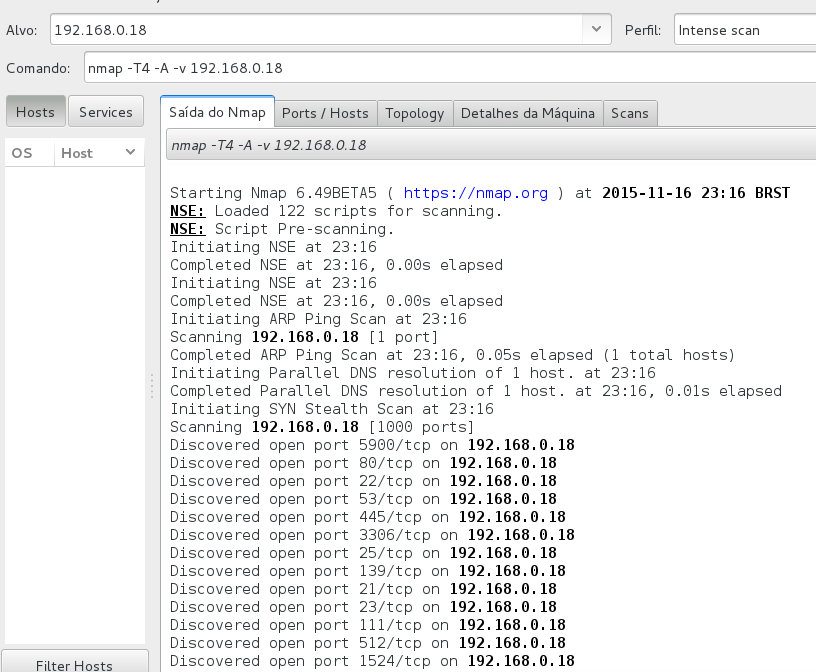 Alvo: 192.168.0.18 Perfil: Intense scan
Comando: nmap -T4 -A -v 192.168.0.18
Hosts Services Saída do Nmap Ports / Hosts Topology Detalhes da Máquina Scans
OS Host nmap -T4 -A -v 192.168.0.18
Starting Nmap 6.49BETA5 ( https://nmap.org ) at 2015-11-16 23:16 BRST
NSE: Loaded 122 scripts for scanning.
NSE: Script Pre-scanning.
Initiating NSE at 23:16
Completed NSE at 23:16, 0.00s elapsed
Initiating NSE at 23:16
Completed NSE at 23:16, 0.00s elapsed
Initiating ARP Ping Scan at 23:16
Scanning 192.168.0.18 [1 port]
Completed ARP Ping Scan at 23:16, 0.05s elapsed (1 total hosts)
Initiating Parallel DNS resolution of 1 host. at 23:16
Completed Parallel DNS resolution of 1 host. at 23:16, 0.01s elapsed
Initiating SYN Stealth Scan at 23:16
Scanning 192.168.0.18 [1000 ports]
Discovered open port 5900/tcp on 192.168.0.18
Discovered open port 80/tcp on 192.168.0.18
Discovered open port 22/tcp on 192.168.0.18
Discovered open port 53/tcp on 192.168.0.18
Discovered open port 445/tcp on 192.168.0.18
Discovered open port 3306/tcp on 192.168.0.18
Discovered open port 25/tcp on 192.168.0.18
Discovered open port 139/tcp on 192.168.0.18
Discovered open port 21/tcp on 192.168.0.18
Discovered open port 23/tcp on 192.168.0.18
Discovered open port 111/tcp on 192.168.0.18
Discovered open port 512/tcp on 192.168.0.18
Discovered open port 1524/tcp on 192.168.0.18
Filter Hosts